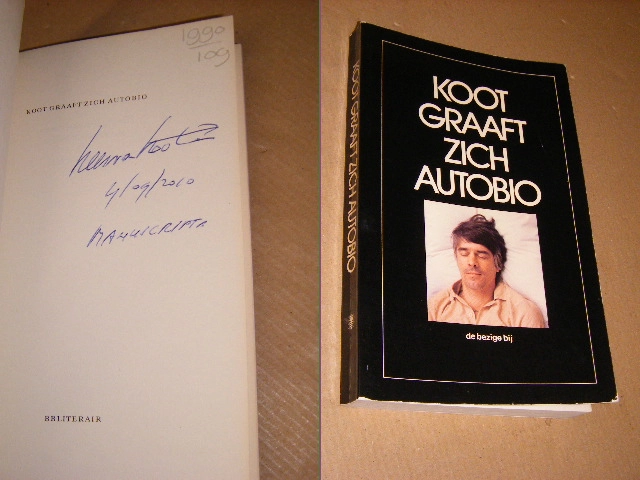 1990
109
KOOT GRAAFT ZICH AUTOBIO
4/09/2010
MANUSCRIPTA
BBLITERAIR
KOOT GRAAFT ZICH AUTOBIO
KOOT
GRAAFT
ZICH
AUTOBIO
de bezige bij